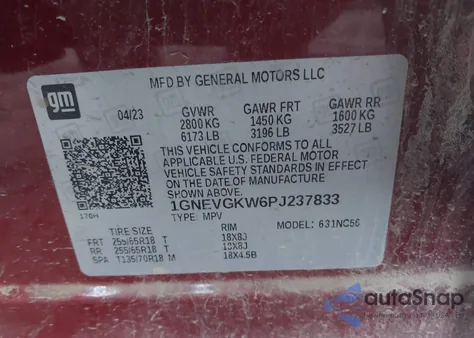 MFD BY GENERAL MOTORS LLC
gm
04/23 GVWR GAWR FRT GAWR RR
2800 KG 1450 KG 1600 KG
6173 LB 3196 LB 3527 LB
THIS VEHICLE CONFORMS TO ALL
APPLICABLE U.S. FEDERAL MOTOR
VEHICLE SAFETY STANDARDS IN
EFFECT ON THE DATE OF
MANUFACTURE SHOWN ABOVE.
1GNEVGKW6PJ237833
170H TYPE: MPV MODEL: 631NC56
TIRE SIZE RIM
FRT 255/65R18 T 18X8J
RR 255/65R18 T 18X8J
SPA T135/70R18 M 18X4.5B
autoSnap